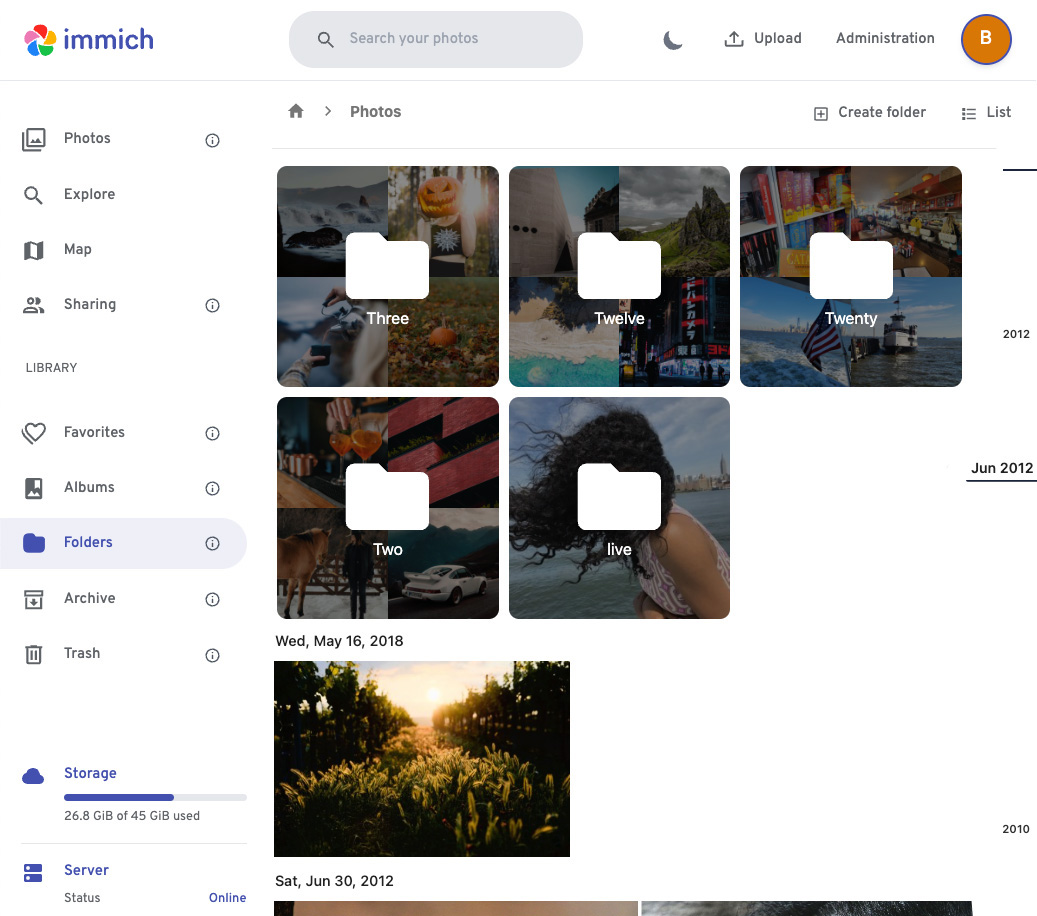 immich
Search your photos
Upload
Administration
B
Photos
Explore
Map
Sharing
LIBRARY
Favorites
Albums
Folders
Archive
Trash
Storage
26.8 GiB of 45 GiB used
Server
Status
Online
Photos
Create folder
List
Three
Twelve
Twenty
Two
live
2012
Jun 2012
2010
Wed, May 16, 2018
Sat, Jun 30, 2012